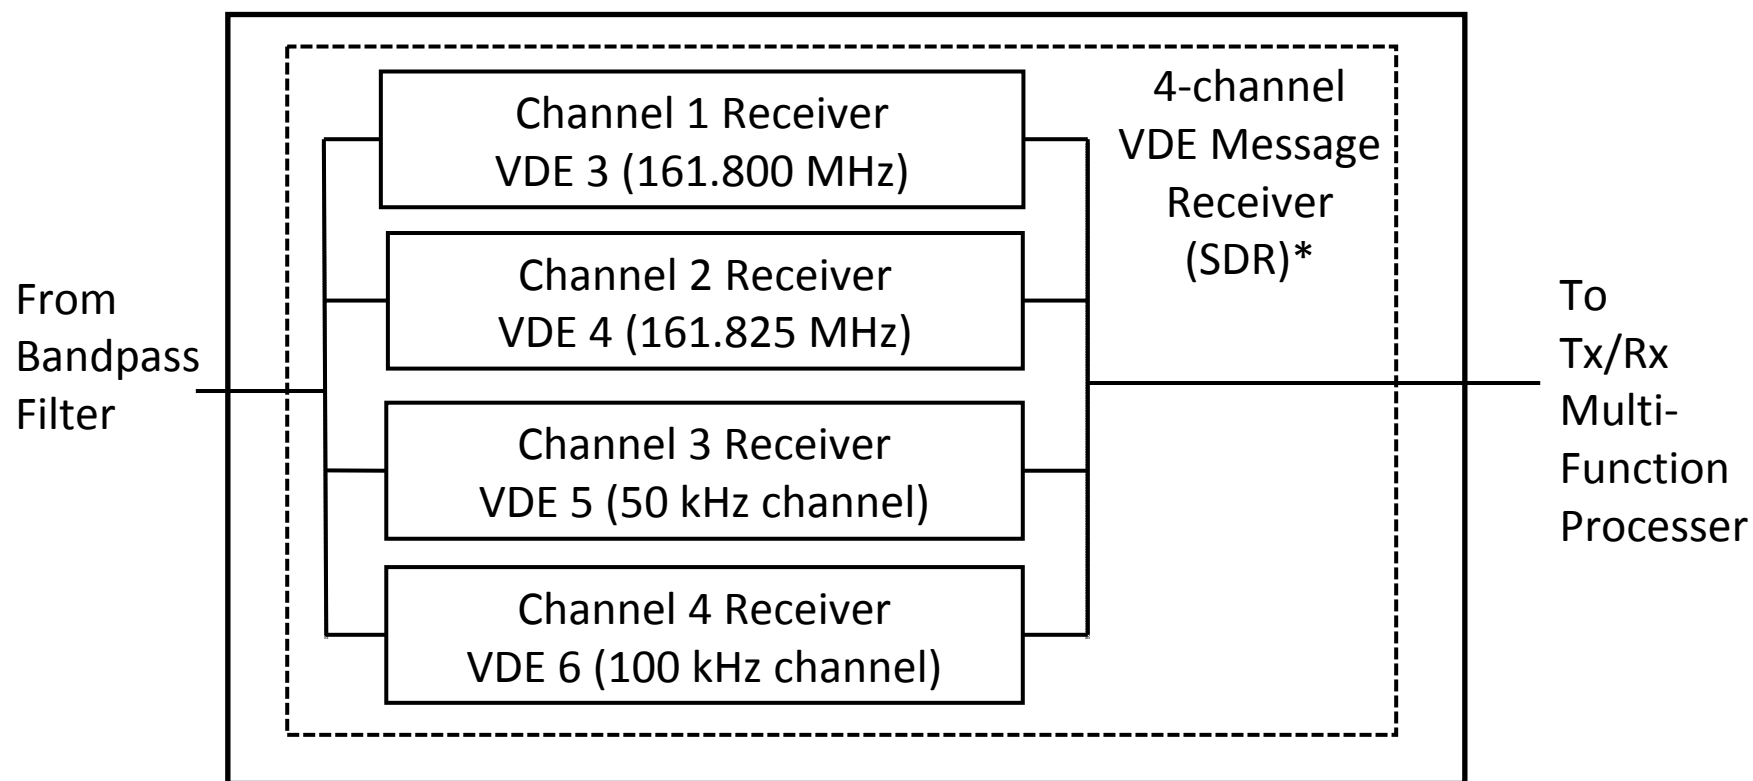 From
Bandpass
Filter
Channel 1 Receiver
VDE 3 (161.800 MHz)
Channel 2 Receiver
VDE 4 (161.825 MHz)
Channel 3 Receiver
VDE 5 (50 kHz channel)
Channel 4 Receiver
VDE 6 (100 kHz channel)
4-channel
VDE Message
Receiver
(SDR)*
To
Tx/Rx
Multi-
Function
Processer